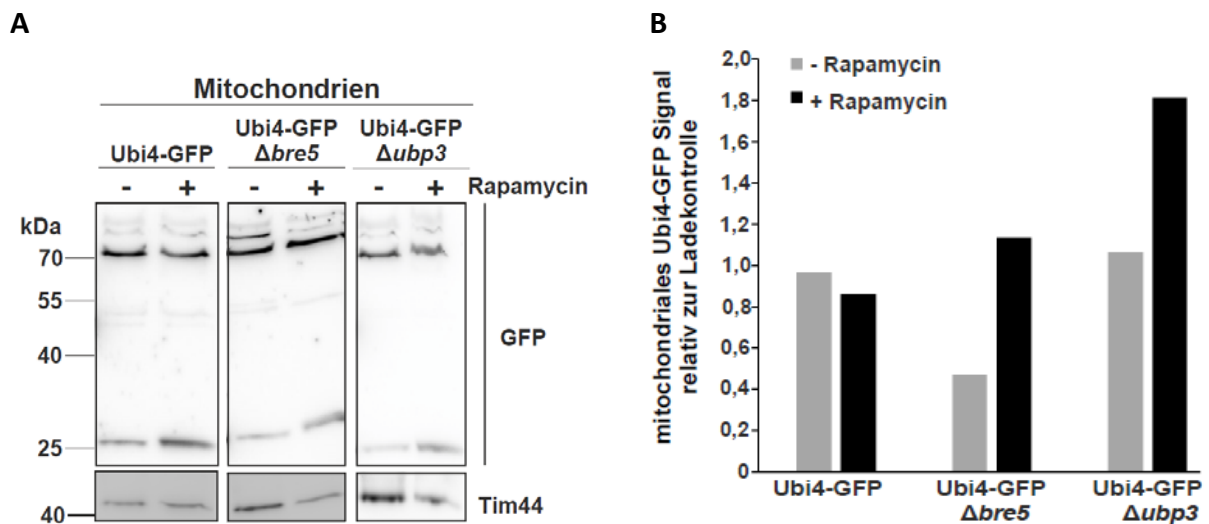 A
Mitochondrien
Ubi4-GFP
Ubi4-GFP
Δbre5
Ubi4-GFP
Δubp3
- + - + - + Rapamycin
kDa
70
55
40
25
GFP
40
Tim44
B
mitochondriales Ubi4-GFP Signal
relativ zur Ladekontrolle
2,0
1,8
1,6
1,4
1,2
1,0
0,8
0,6
0,4
0,2
0
- Rapamycin
+ Rapamycin
Ubi4-GFP
Ubi4-GFP
Δbre5
Ubi4-GFP
Δubp3